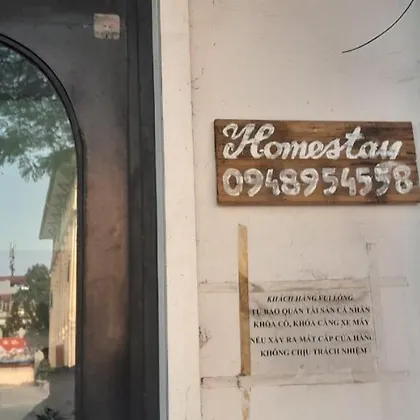 Homestay
0948954558
KHÁCH HÀNG VUI LÒNG
TỰ BẢO QUẢN TÀI SẢN CÁ NHÂN
KHÓA CỔ, KHÓA CÀNG XE MÁY
NẾU XẢY RA MẤT CẮP CỬA HÀNG
KHÔNG CHỊU TRÁCH NHIỆM